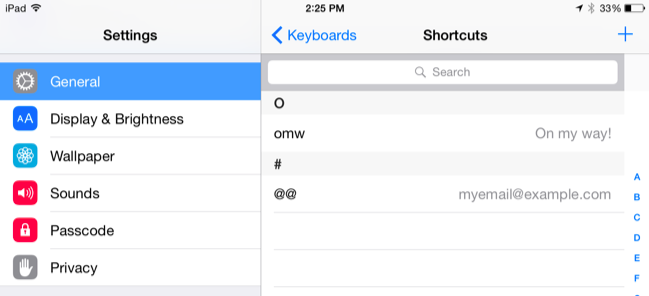 iPad 2:25 PM 33%
Settings
Keyboards Shortcuts +
Search
General
Display & Brightness
Wallpaper
Sounds
Passcode
Privacy
O
omw On my way!
#
@@ myemail@example.com
A
B
C
D
E
F